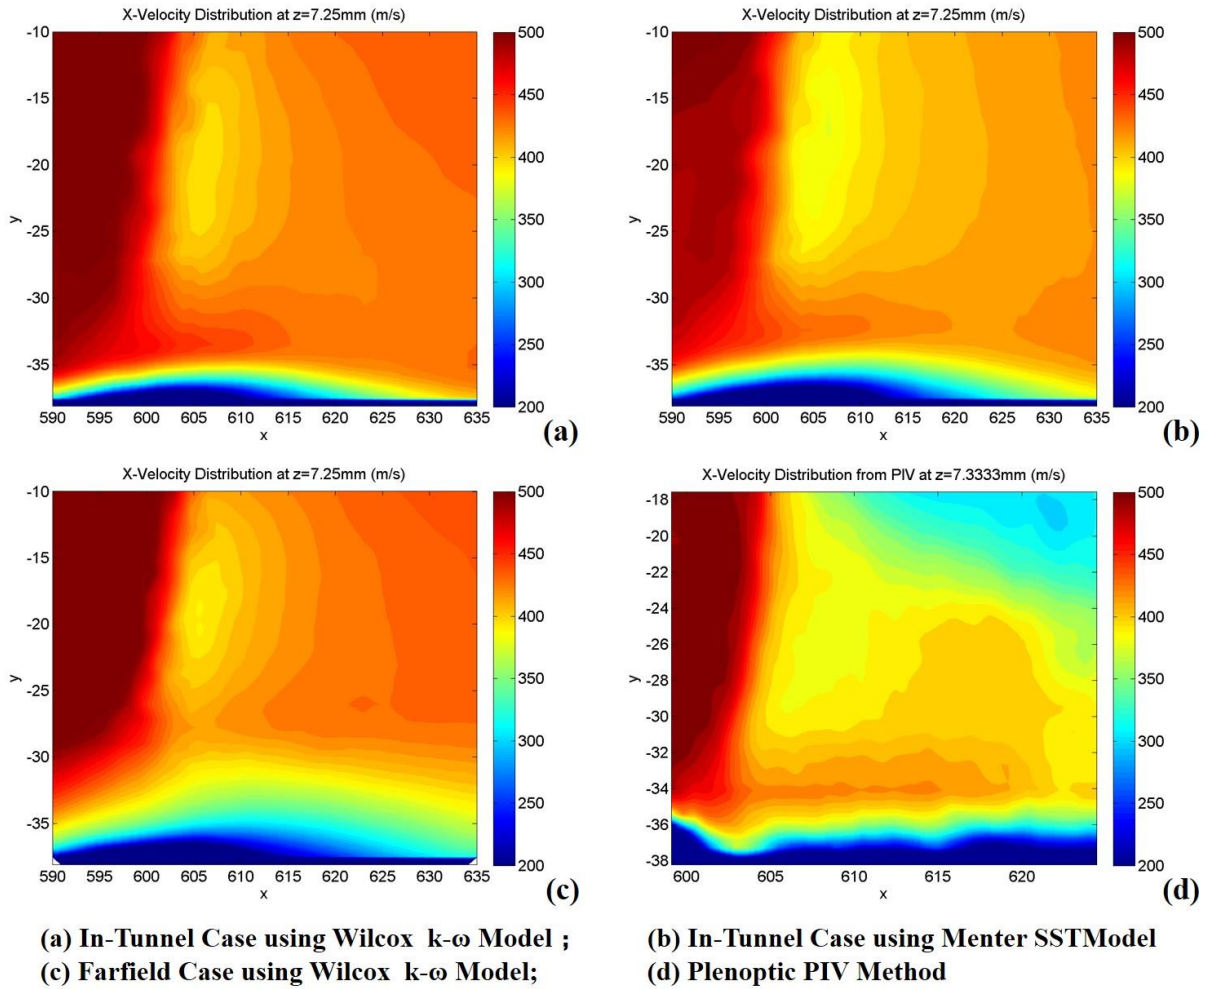 X-Velocity Distribution at z=7.25mm (m/s)
-10
-15
-20
-25
-30
-35
y
590 595 600 605 610 615 620 625 630 635
x
500
450
400
350
300
250
200
(a)
X-Velocity Distribution at z=7.25mm (m/s)
-10
-15
-20
-25
-30
-35
y
590 595 600 605 610 615 620 625 630 635
x
500
450
400
350
300
250
200
(b)
X-Velocity Distribution at z=7.25mm (m/s)
-10
-15
-20
-25
-30
-35
y
590 595 600 605 610 615 620 625 630 635
x
500
450
400
350
300
250
200
(c)
X-Velocity Distribution from PIV at z=7.3333mm (m/s)
-18
-20
-22
-24
-26
-28
-30
-32
-34
-36
-38
y
600 605 610 615 620
x
500
450
400
350
300
250
200
(d)
(a) In-Tunnel Case using Wilcox k-ω Model ;
(b) In-Tunnel Case using Menter SSTModel
(c) Farfield Case using Wilcox k-ω Model;
(d) Plenoptic PIV Method